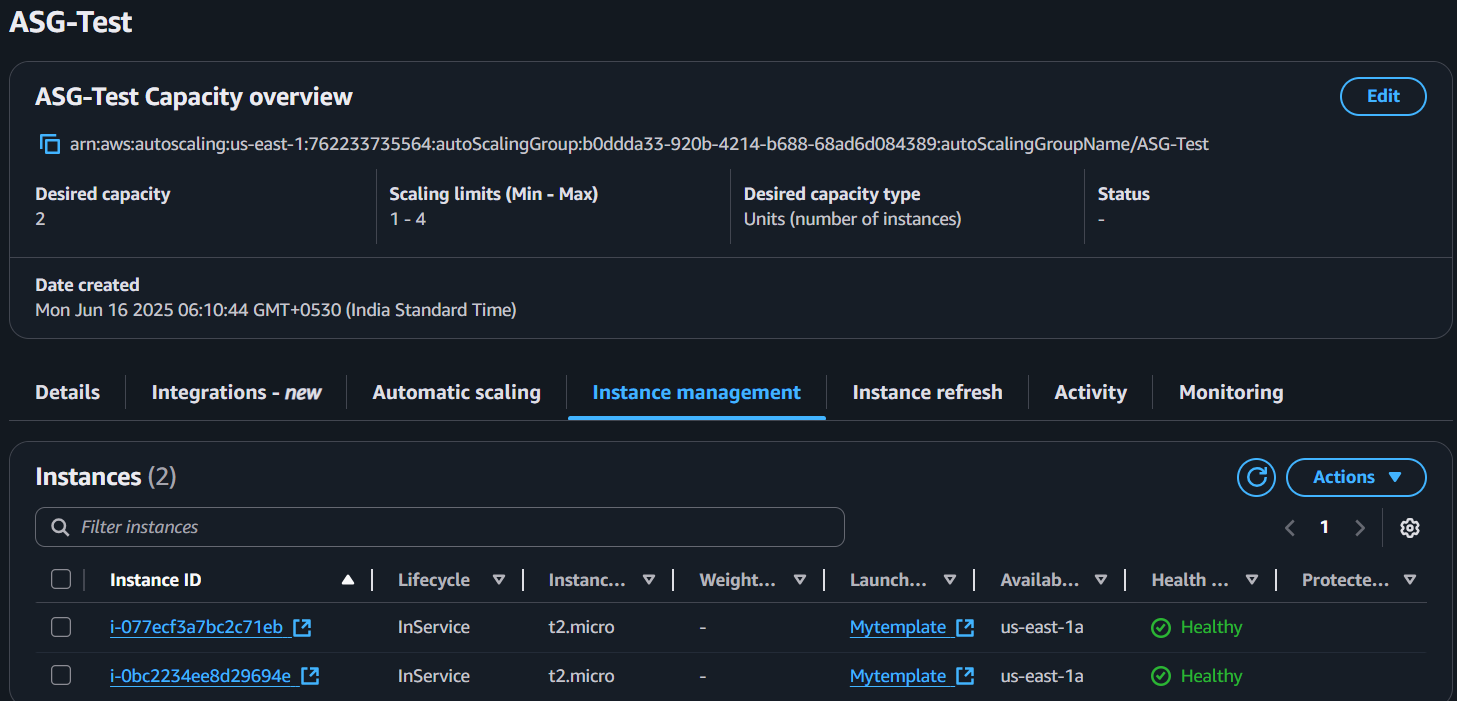 ASG-Test
ASG-Test Capacity overview
Edit
arn:aws:autoscaling:us-east-1:762233735564:autoScalingGroup:b0ddda33-920b-4214-b688-68ad6d084389:autoScalingGroupName/ASG-Test
Desired capacity
2
Scaling limits (Min - Max)
1 - 4
Desired capacity type
Units (number of instances)
Status
-
Date created
Mon Jun 16 2025 06:10:44 GMT+0530 (India Standard Time)
Details Integrations - new Automatic scaling Instance management Instance refresh Activity Monitoring
Instances (2)
Actions
Filter instances
1
Instance ID Lifecycle Instanc... Weight... Launch... Availab... Health ... Protecte...
i-077ecf3a7bc2c71eb InService t2.micro - Mytemplate us-east-1a Healthy
i-0bc2234ee8d29694e InService t2.micro - Mytemplate us-east-1a Healthy